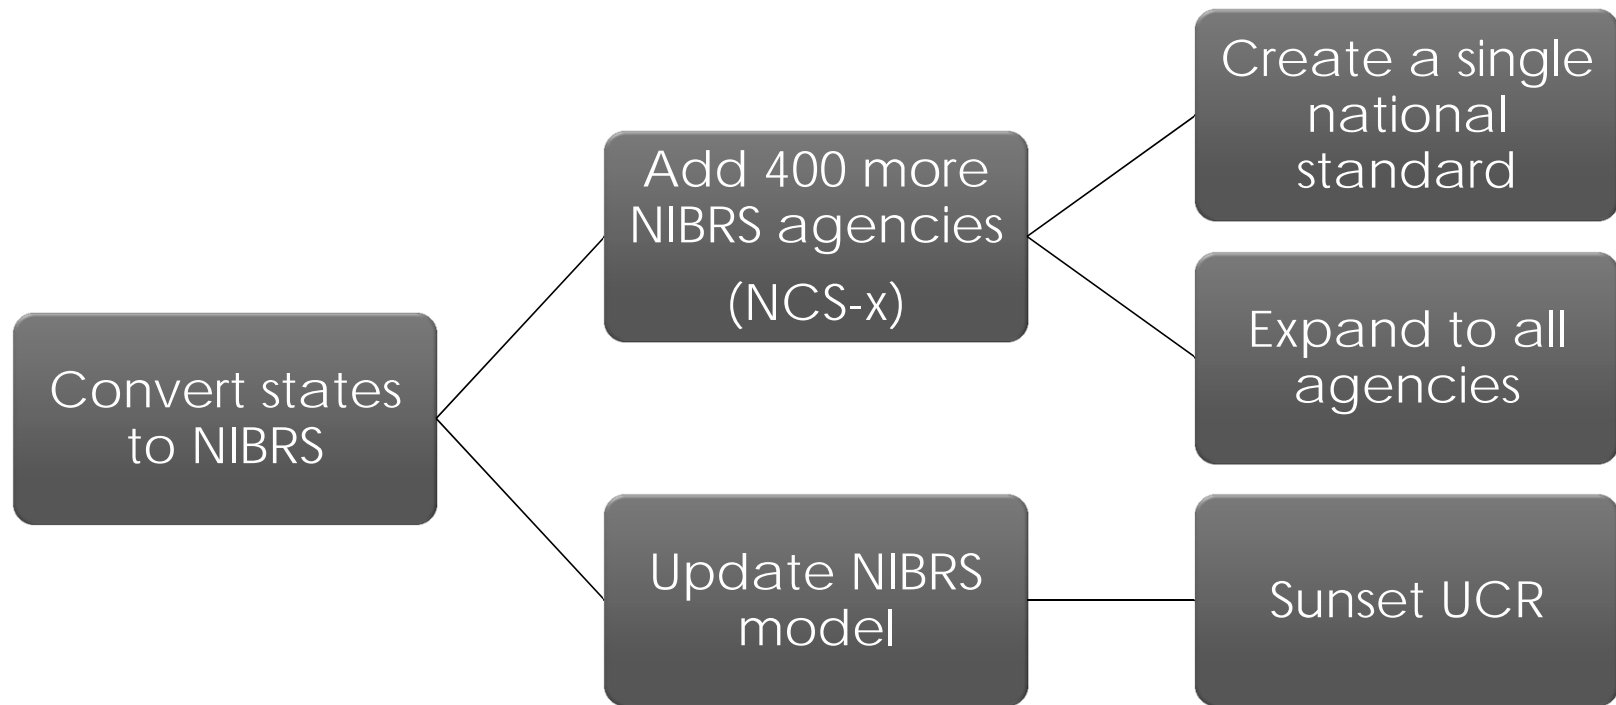 Convert states
to NIBRS
Add 400 more
NIBRS agencies
(NCS-x)
Create a single
national
standard
Expand to all
agencies
Update NIBRS
model
Sunset UCR